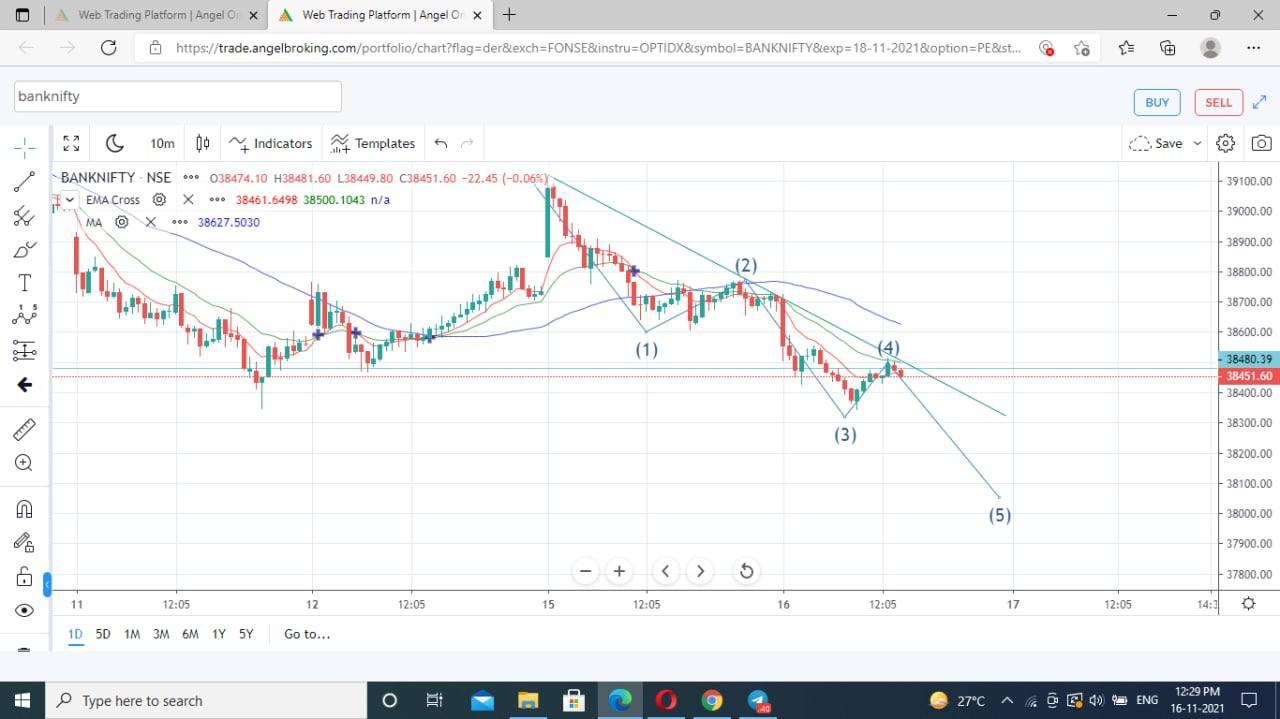 Web Trading Platform | Angel Or
Web Trading Platform | Angel Or
https://trade.angelbroking.com/portfolio/chart?flag=der&exch=FONSE&instru=OPTIDX&symbol=BANKNIFTY&exp=18-11-2021&option=PE&st...
banknifty
BUY
SELL
10m
Indicators
Templates
Save
BANKNIFTY · NSE
O38474.10 H38481.60 L38449.80 C38451.60 −22.45 (−0.06%)
EMA Cross
38461.6498 38500.1043 n/a
MA
38627.5030
39100.00
39000.00
38900.00
38800.00
38700.00
38600.00
38480.39
38451.60
38400.00
38300.00
38200.00
38100.00
38000.00
37900.00
37800.00
(2)
(1)
(4)
(3)
(5)
11 12:05 12 12:05 15 12:05 16 12:05 17 12:05
1D 5D 1M 3M 6M 1Y 5Y Go to...
Type here to search
.40
27°C
ENG
12:29 PM
16-11-2021